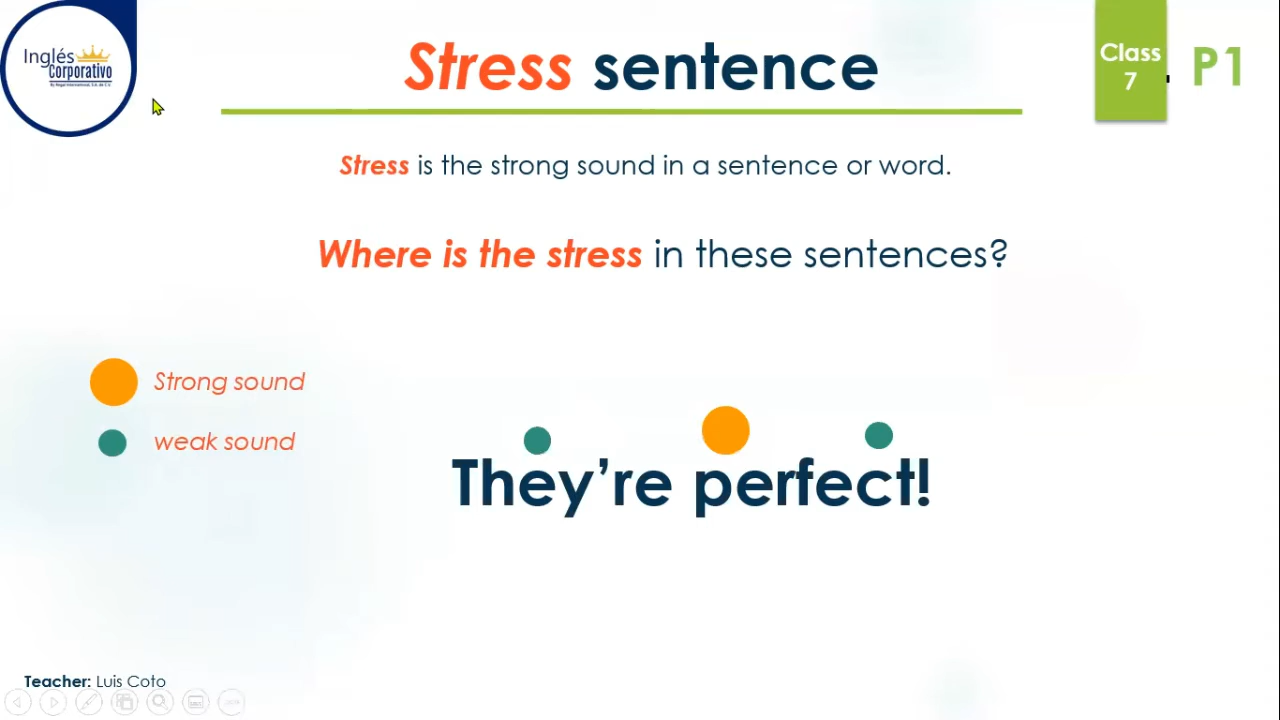 Inglés
Corporativo
Stress sentence
Class
7
P1
Stress is the strong sound in a sentence or word.
Where is the stress in these sentences?
Strong sound
weak sound
They’re perfect!
Teacher: Luis Coto